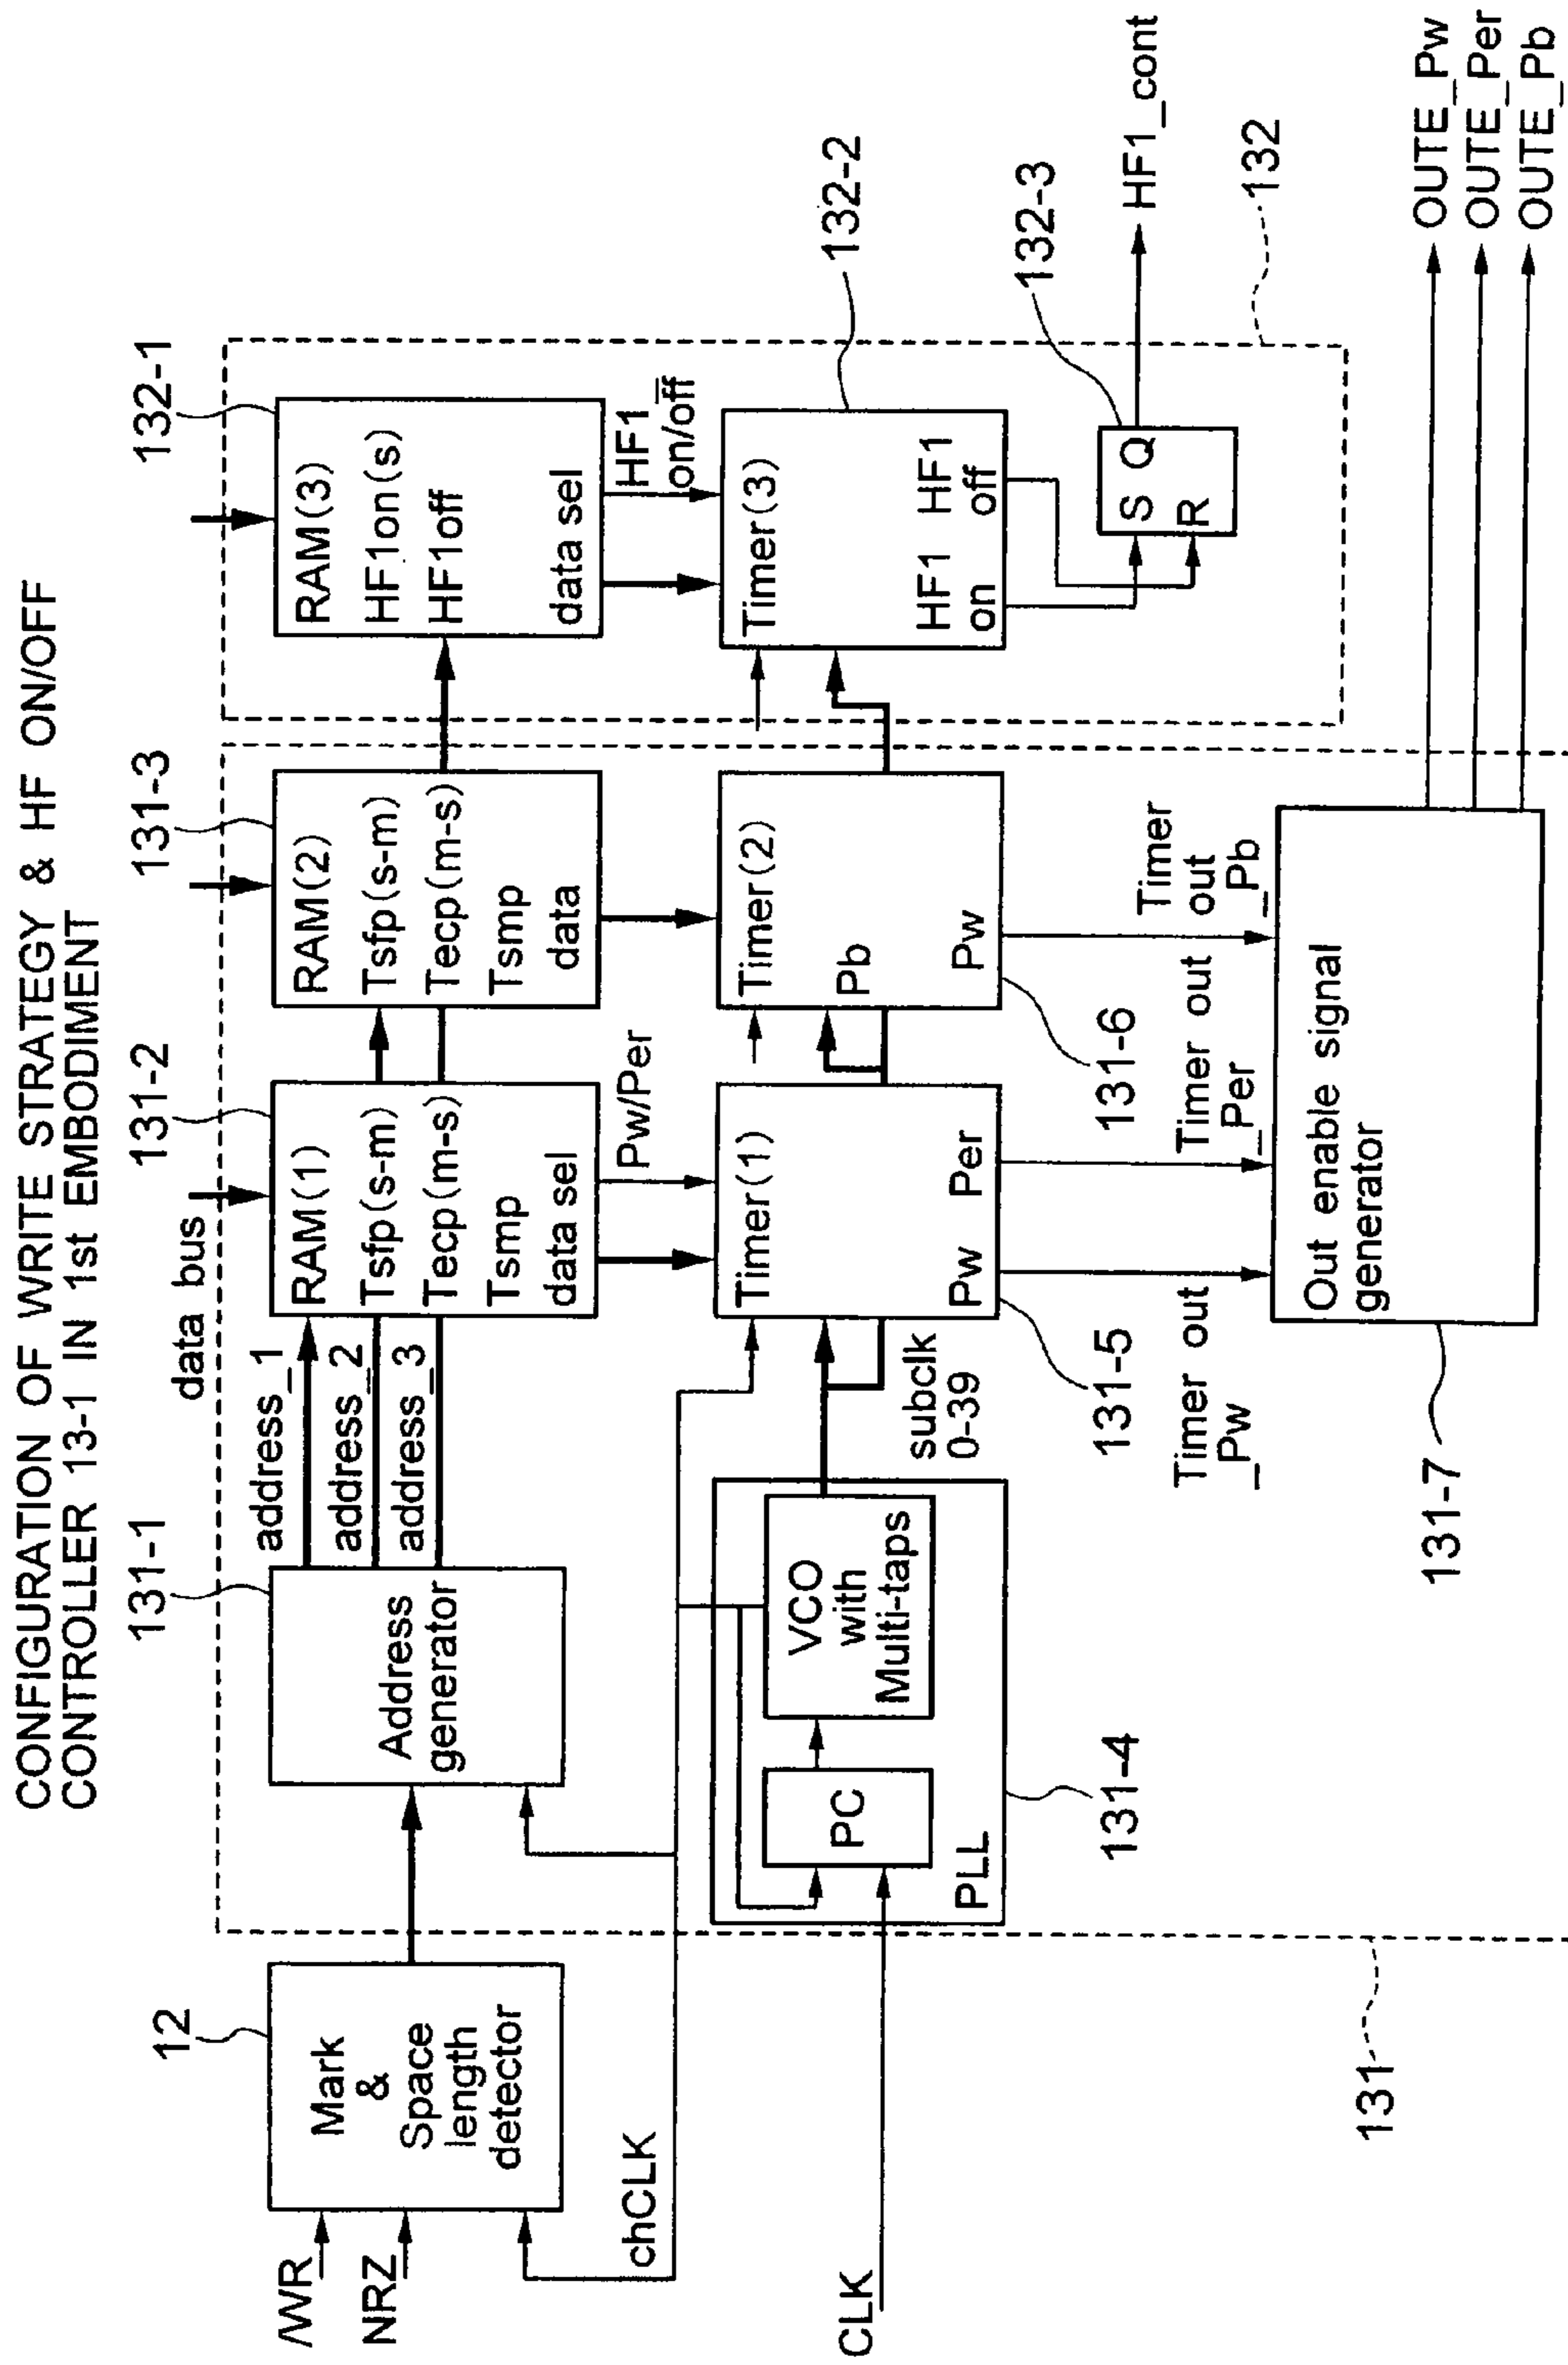 CONFIGURATION OF WRITE STRATEGY & HF ON/OFF
CONTROLLER 13-1 IN 1st EMBODIMENT
12
Mark
&
Space
length
detector
/WR
NRZ
chCLK
CLK
131-1
Address
generator
address_1
address_2
address_3
data bus
131-2
RAM(1)
Tsfp(s-m)
Tecp(m-s)
Tsmp
data sel
Pw/Per
131-3
RAM(2)
Tsfp(s-m)
Tecp(m-s)
Tsmp
data
132-1
RAM(3)
HF1on(s)
HF1off
data sel
HF1_
on/off
PC
VCO
with
Multi-taps
PLL
131-4
subclk
0-39
Timer(1)
Pw Per
131-5
Timer(2)
Pb
Pw
131-6
Timer(3)
HF1 HF1
on off
132-2
S Q
R
132-3
HF1_cont
132
Timer out
_Pw
Timer out
_Per
Timer
out
_Pb
Out enable signal
generator
131-7
OUTE_Pw
OUTE_Per
OUTE_Pb
131